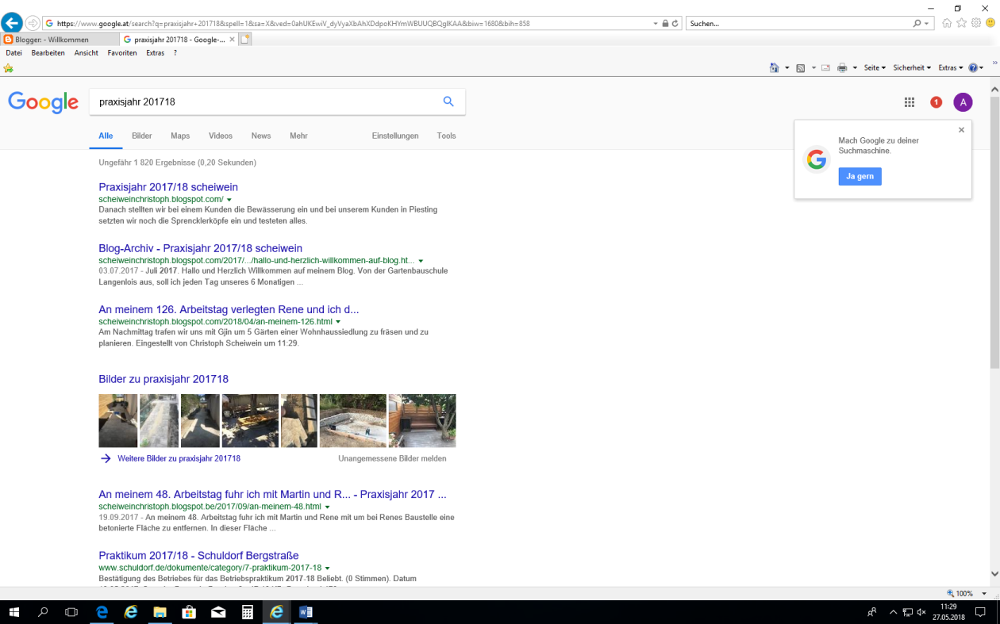 https://www.google.at/search?q=praxisjahr+201718&spell=1&sa=X&ved=0ahUKEwiV_dyVyaXbAhXDdpoKHYmWBUUQBQglKAA&biw=1680&bih=858
Suchen...
Blogger: - Willkommen
praxisjahr 201718 - Google-...
Datei Bearbeiten Ansicht Favoriten Extras ?
Seite Sicherheit Extras
Google
praxisjahr 201718
1
A
Alle Bilder Maps Videos News Mehr Einstellungen Tools
Mach Google zu deiner
Suchmaschine.
Ja gern
Ungefähr 1 820 Ergebnisse (0,20 Sekunden)
Praxisjahr 2017/18 scheiwein
scheiweinchristoph.blogspot.com/
Danach stellten wir bei einem Kunden die Bewässerung ein und bei unserem Kunden in Piesting
setzten wir noch die Sprencklerköpfe ein und testeten alles.
Blog-Archiv - Praxisjahr 2017/18 scheiwein
scheiweinchristoph.blogspot.com/2017/.../hallo-und-herzlich-willkommen-auf-blog.ht...
03.07.2017 - Juli 2017. Hallo und Herzlich Willkommen auf meinem Blog. Von der Gartenbauschule
Langenlois aus, soll ich jeden Tag unseres 6 Monatigen ...
An meinem 126. Arbeitstag verlegten Rene und ich d...
scheiweinchristoph.blogspot.com/2018/04/an-meinem-126.html
Am Nachmittag trafen wir uns mit Gjin um 5 Gärten einer Wohnhaussiedlung zu fräsen und zu
planieren. Eingestellt von Christoph Scheiwein um 11:29.
Bilder zu praxisjahr 201718
Weitere Bilder zu praxisjahr 201718
Unangemessene Bilder melden
An meinem 48. Arbeitstag fuhr ich mit Martin und R... - Praxisjahr 2017 ...
scheiweinchristoph.blogspot.be/2017/09/an-meinem-48.html
19.09.2017 - An meinem 48. Arbeitstag fuhr ich mit Martin und Rene mit um bei Renes Baustelle eine
betonierte Fläche zu entfernen. In dieser Fläche ...
Praktikum 2017/18 - Schuldorf Bergstraße
www.schuldorf.de/dokumente/category/7-praktikum-2017-18
Bestätigung des Betriebes für das Betriebspraktikum 2017-18 Beliebt. (0 Stimmen). Datum
100%
11:29
27.05.2018